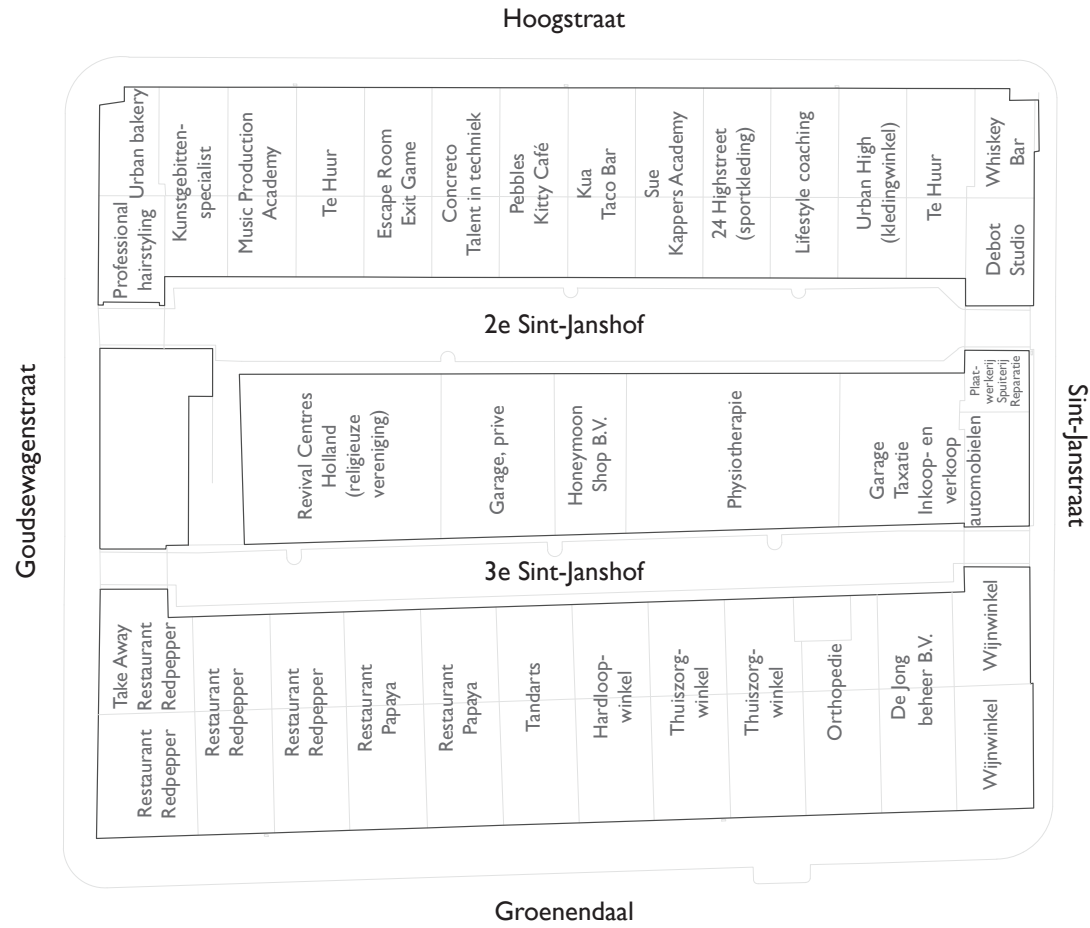 Hoogstraat
Urban bakery
Professional
hairstyling
Kunstgebitten-
specialist
Music Production
Academy
Te Huur
Escape Room
Exit Game
Concreto
Talent in techniek
Pebbles
Kitty Café
Kua
Taco Bar
Sue
Kappers Academy
24 Highstreet
(sportkleding)
Lifestyle coaching
Urban High
(kledingwinkel)
Te Huur
Whiskey
Bar
Debot
Studio
2e Sint-Janshof
Goudsewagenstraat
Revival Centres
Holland
(religieuze
vereniging)
Garage, prive
Honeymoon
Shop B.V.
Physiotherapie
Garage
Taxatie
Inkoop- en
verkoop
automobielen
Plaat-
werkerij
Spuiterij
Reparatie
Sint-Janstraat
3e Sint-Janshof
Take Away
Restaurant
Redpepper
Restaurant
Redpepper
Restaurant
Redpepper
Restaurant
Redpepper
Restaurant
Papaya
Restaurant
Papaya
Tandarts
Hardloop-
winkel
Thuiszorg-
winkel
Thuiszorg-
winkel
Orthopedie
De Jong
beheer B.V.
Wijnwinkel
Wijnwinkel
Groenendaal